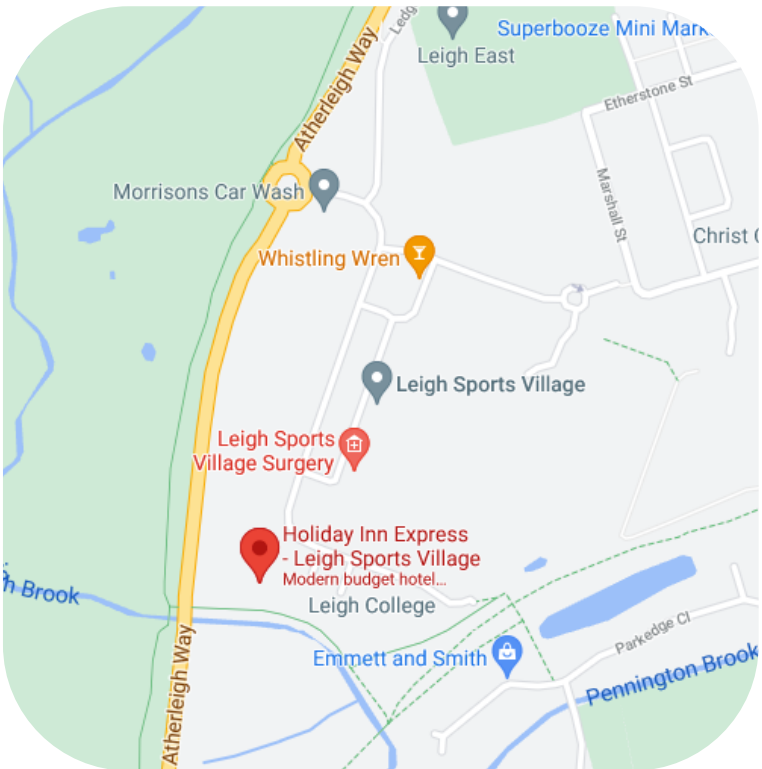 Ledg
Superbooze Mini Mark
Leigh East
Atherleigh Way
Etherstone St
Morrisons Car Wash
Marshall St
Christ
Whistling Wren
Leigh Sports Village
Leigh Sports
Village Surgery
Holiday Inn Express
- Leigh Sports Village
Modern budget hotel...
h Brook
Leigh College
Parkedge Cl
Emmett and Smith
Atherleigh Way
Pennington Brook